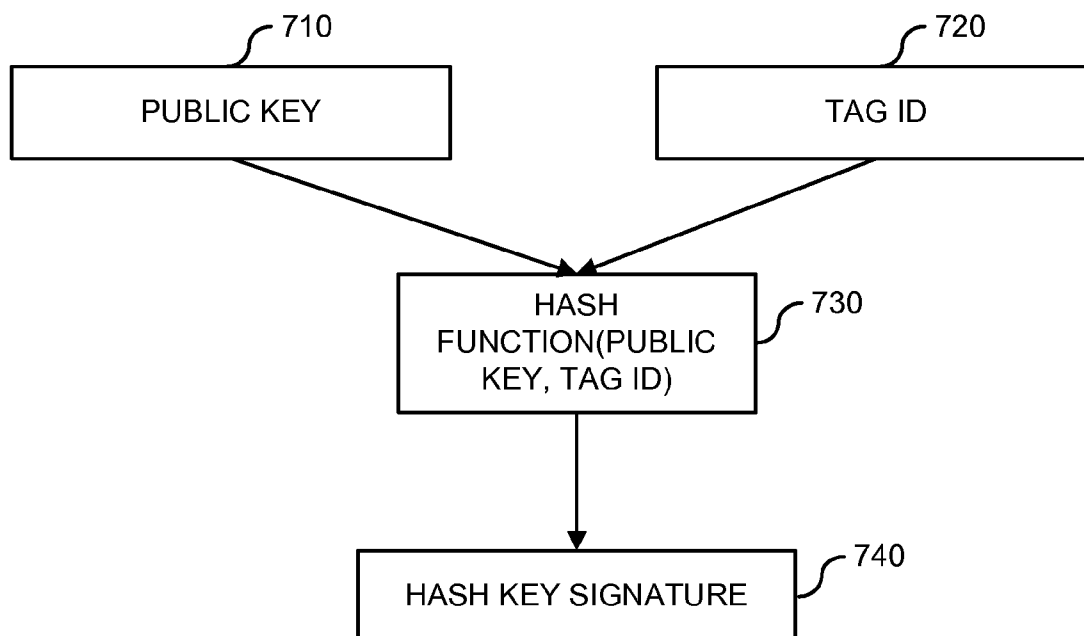 710
720
PUBLIC KEY
TAG ID
HASH
FUNCTION(PUBLIC
KEY, TAG ID)
730
740
HASH KEY SIGNATURE